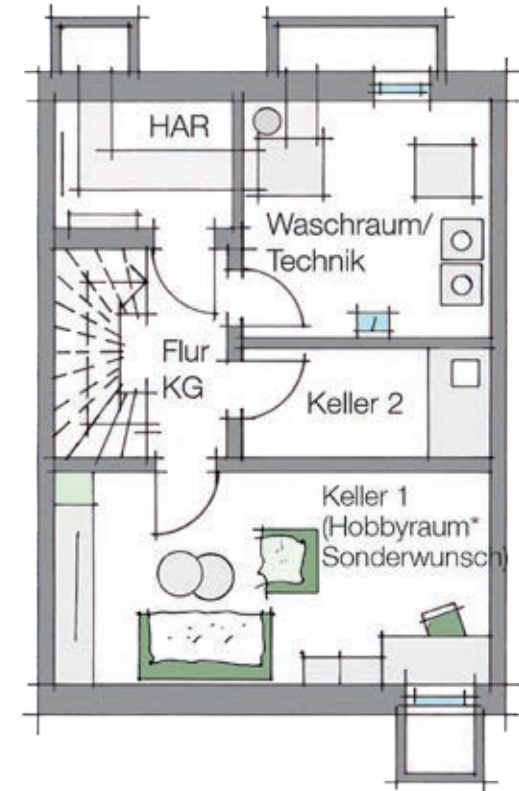 HAR
Waschraum/
Technik
Flur
KG
Keller 2
Keller 1
(Hobbyraum*
Sonderwunsch)